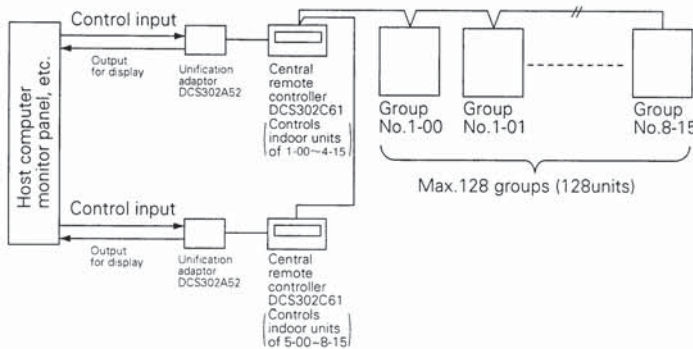 Host computer
monitor panel, etc.
Control input
Output
for display
Unification
adaptor
DCS302A52
Central
remote
controller
DCS302C61
(Controls
indoor units
of 1-00~4-15)
Group
No.1-00
Group
No.1-01
Group
No.8-15
Max.128 groups (128units)
Control input
Output
for display
Unification
adaptor
DCS302A52
Central
remote
controller
DCS302C61
(Controls
indoor units
of 5-00~8-15)